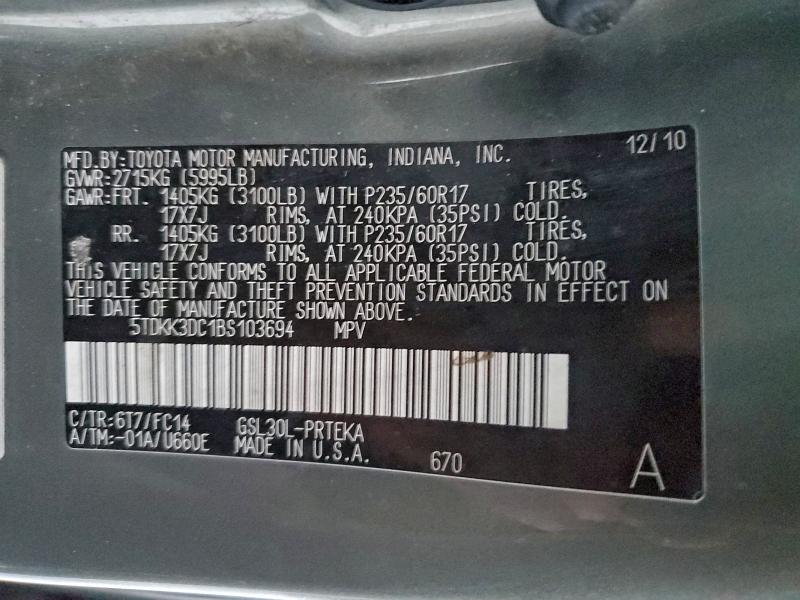 MFD.BY:TOYOTA MOTOR MANUFACTURING, INDIANA, INC. 12/10
GVWR:2715KG (5995LB)
GAWR:FRT. 1405KG (3100LB) WITH P235/60R17 TIRES,
17X7J RIMS, AT 240KPA (35PSI) COLD.
RR. 1405KG (3100LB) WITH P235/60R17 TIRES,
17X7J RIMS, AT 240KPA (35PSI) COLD.
THIS VEHICLE CONFORMS TO ALL APPLICABLE FEDERAL MOTOR
VEHICLE SAFETY AND THEFT PREVENTION STANDARDS IN EFFECT ON
THE DATE OF MANUFACTURE SHOWN ABOVE.
5TDKK3DC1BS103694 MPV
C/TR:6T7/FC14 GSL30L-PRTEKA
A/TM:-01A/U660E MADE IN U.S.A. 670 A